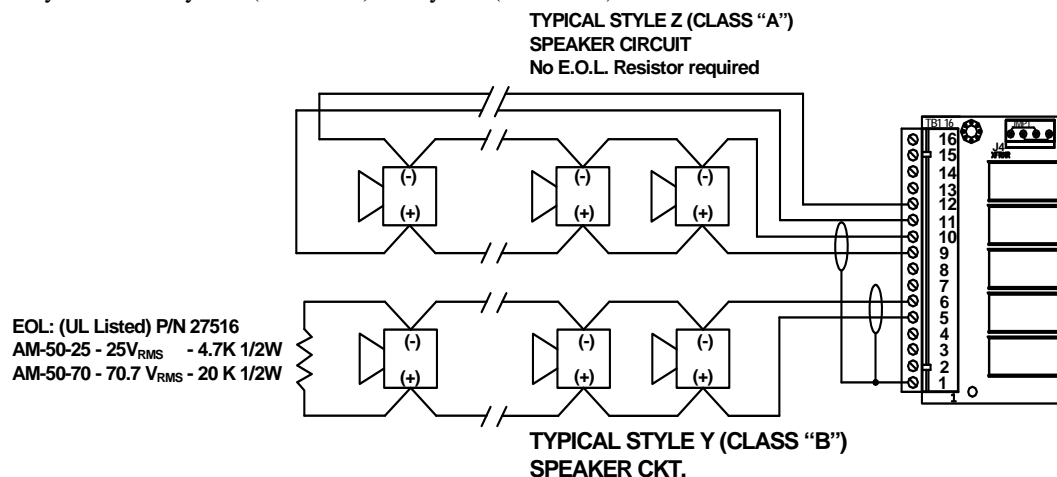 TYPICAL STYLE Z (CLASS “A”)
SPEAKER CIRCUIT
No E.O.L. Resistor required
TB1 16
JMP1
J4
XFRMR
16
15
14
13
12
11
10
9
8
7
6
5
4
3
2
1
1
(-)
(-)
(-)
(+)
(+)
(+)
EOL: (UL Listed) P/N 27516
AM-50-25 - 25VRMS - 4.7K 1/2W
AM-50-70 - 70.7 VRMS - 20 K 1/2W
(-)
(-)
(-)
(+)
(+)
(+)
TYPICAL STYLE Y (CLASS “B”)
SPEAKER CKT.